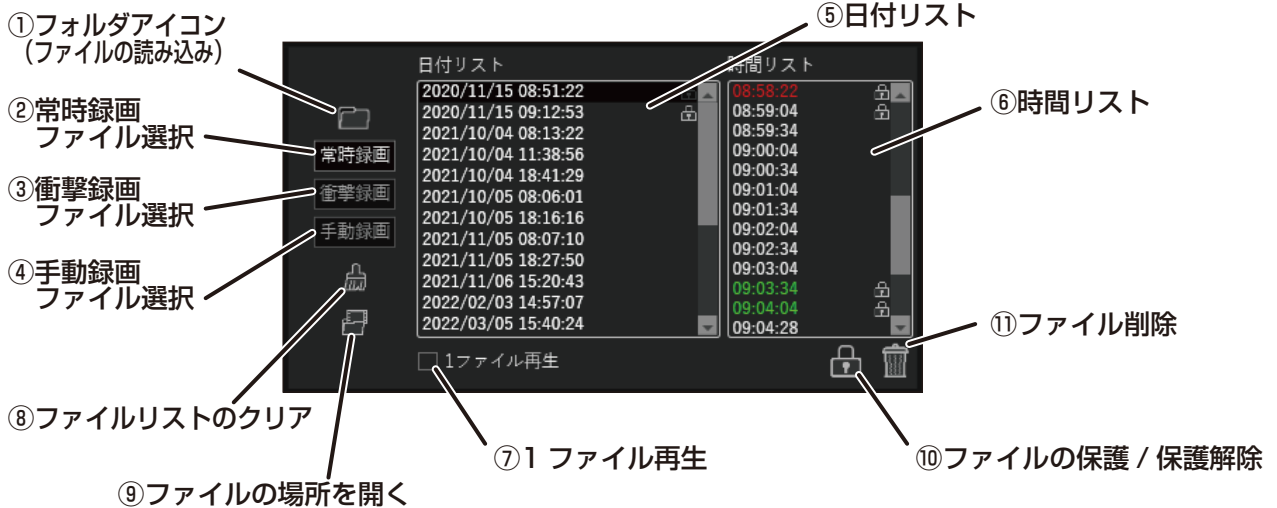 ①フォルダアイコン
（ファイルの読み込み）
②常時録画
ファイル選択
③衝撃録画
ファイル選択
④手動録画
ファイル選択
⑤日付リスト
⑥時間リスト
日付リスト
2020/11/15 08:51:22
2020/11/15 09:12:53
2021/10/04 08:13:22
2021/10/04 11:38:56
2021/10/04 18:41:29
2021/10/05 08:06:01
2021/10/05 18:16:16
2021/11/05 08:07:10
2021/11/05 18:27:50
2021/11/06 15:20:43
2022/02/03 14:57:07
2022/03/05 15:40:24
時間リスト
08:58:22
08:59:04
08:59:34
09:00:04
09:00:34
09:01:04
09:01:34
09:02:04
09:02:34
09:03:04
09:03:34
09:04:04
09:04:28
常時録画
衝撃録画
手動録画
1ファイル再生
⑪ファイル削除
⑧ファイルリストのクリア
⑦1 ファイル再生
⑩ファイルの保護 / 保護解除
⑨ファイルの場所を開く